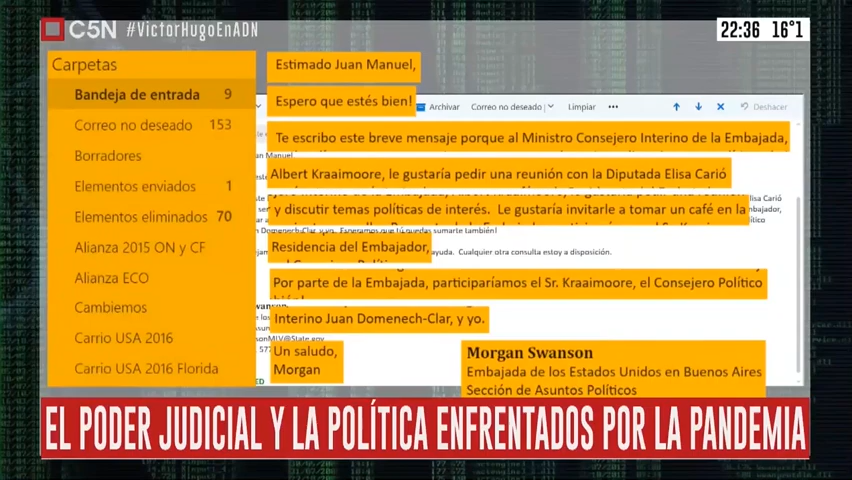 C5N #VictorHugoEnADN
22:36 16°1
Carpetas
Bandeja de entrada 9
Correo no deseado 153
Borradores
Elementos enviados 1
Elementos eliminados 70
Alianza 2015 ON y CF
Alianza ECO
Cambiemos
Carrio USA 2016
Carrio USA 2016 Florida
Archivar Correo no deseado Limpiar ••• Deshacer
Estimado Juan Manuel,
Espero que estés bien!
Te escribo este breve mensaje porque al Ministro Consejero Interino de la Embajada,
Albert Kraaimoore, le gustaría pedir una reunión con la Diputada Elisa Carió
y discutir temas políticas de interés. Le gustaría invitarle a tomar un café en la
Residencia del Embajador,
ayuda. Cualquier otra consulta estoy a disposición.
Por parte de la Embajada, participaríamos el Sr. Kraaimoore, el Consejero Político
Interino Juan Domenech-Clar, y yo.
Un saludo,
Morgan
Morgan Swanson
Embajada de los Estados Unidos en Buenos Aires
Sección de Asuntos Políticos
EL PODER JUDICIAL Y LA POLÍTICA ENFRENTADOS POR LA PANDEMIA